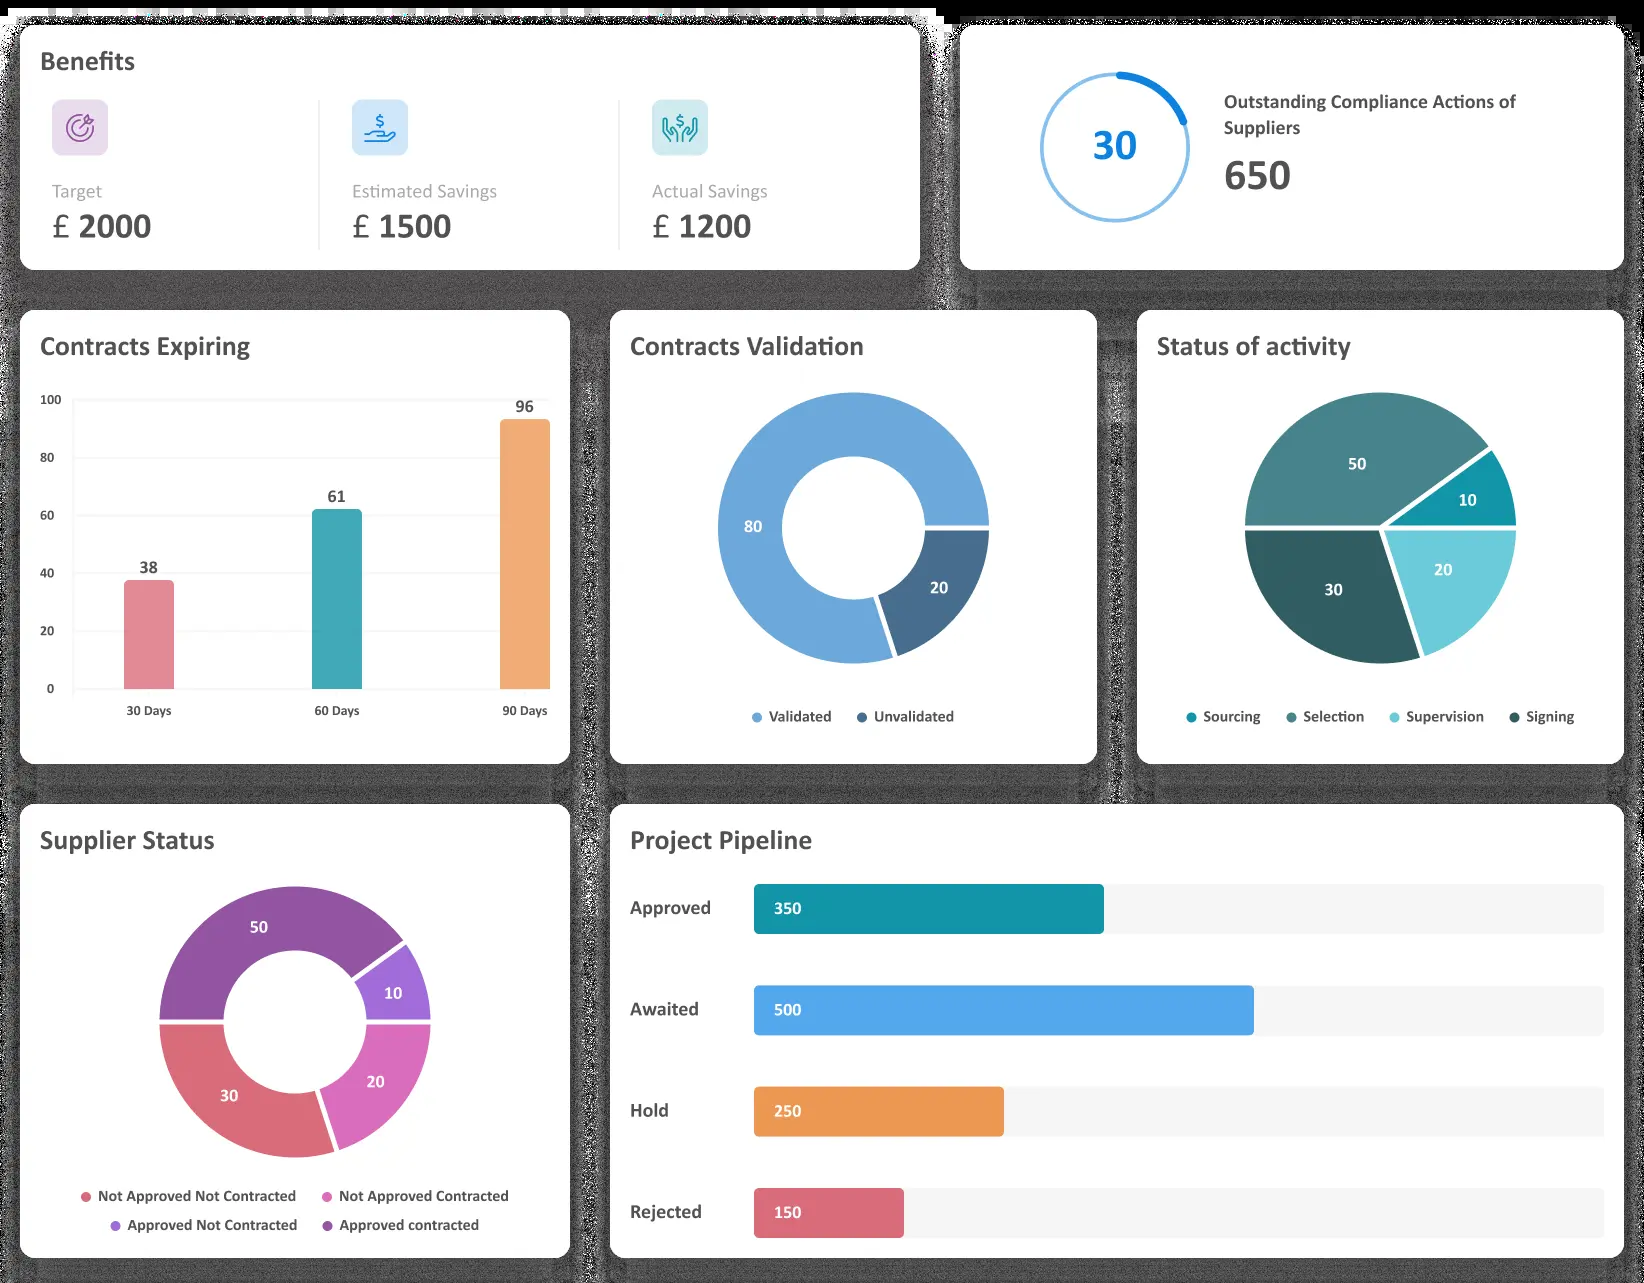 Benefits
Target
£ 2000
Estimated Savings
£ 1500
Actual Savings
£ 1200
30
Outstanding Compliance Actions of
Suppliers
650
Contracts Expiring
100
80
60
40
20
0
38
61
96
30 Days
60 Days
90 Days
Contracts Validation
80
20
Validated
Unvalidated
Status of activity
50
10
20
30
Sourcing
Selection
Supervision
Signing
Supplier Status
50
10
20
30
Not Approved Not Contracted
Not Approved Contracted
Approved Not Contracted
Approved contracted
Project Pipeline
Approved
350
Awaited
500
Hold
250
Rejected
150